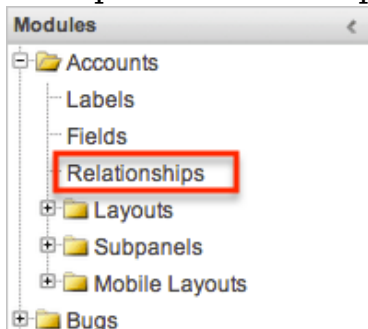 Modules
Accounts
Labels
Fields
Relationships
Layouts
Subpanels
Mobile Layouts
Bugs